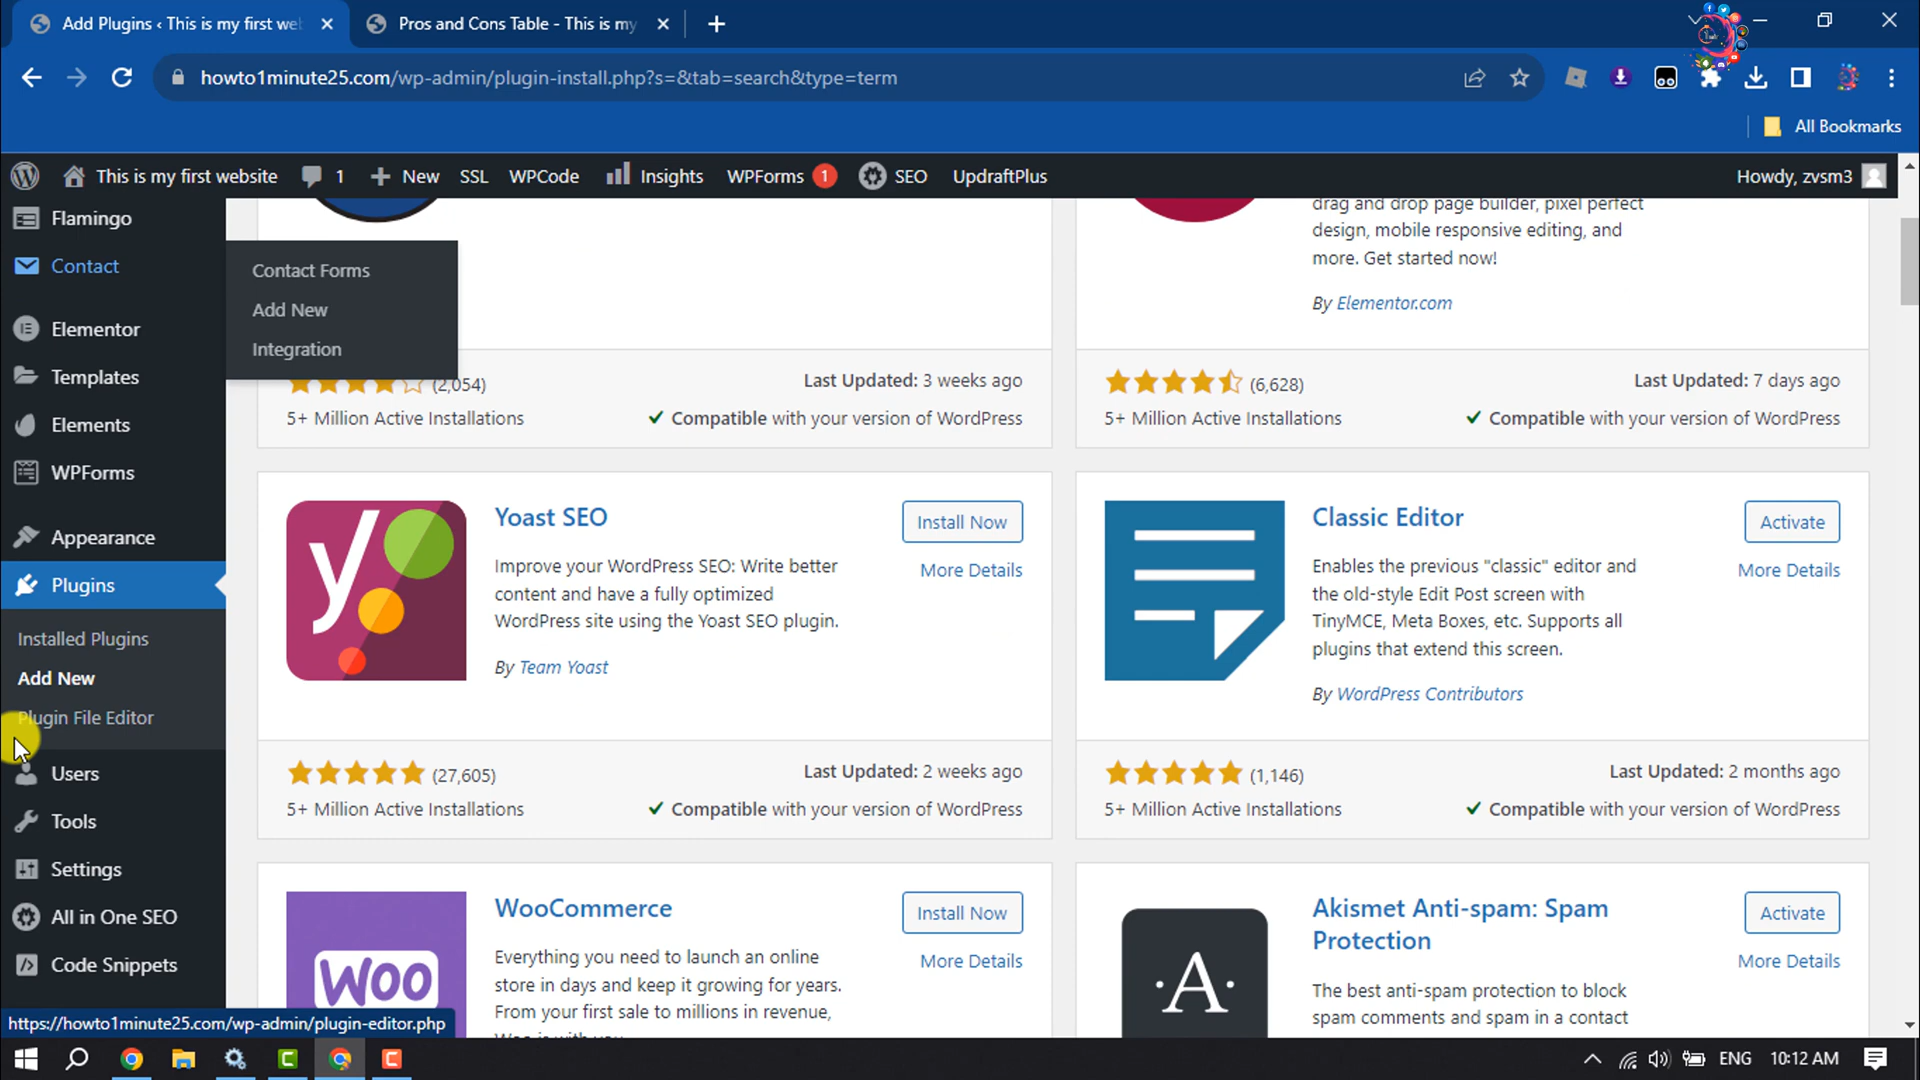 Add Plugins ‹ This is my first we
Pros and Cons Table - This is my
howto1minute25.com/wp-admin/plugin-install.php?s=&tab=search&type=term
All Bookmarks
This is my first website
1
New
SSL
WPCode
Insights
WPForms 1
SEO
UpdraftPlus
Howdy, zvsm3
Flamingo
Contact
Elementor
Templates
Elements
WPForms
Appearance
Plugins
Installed Plugins
Add New
Plugin File Editor
Users
Tools
Settings
All in One SEO
Code Snippets
Contact Forms
Add New
Integration
(2,054)
Last Updated: 3 weeks ago
5+ Million Active Installations
Compatible with your version of WordPress
drag and drop page builder, pixel perfect
design, mobile responsive editing, and
more. Get started now!
By Elementor.com
(6,628)
Last Updated: 7 days ago
5+ Million Active Installations
Compatible with your version of WordPress
y
Yoast SEO
Install Now
More Details
Improve your WordPress SEO: Write better
content and have a fully optimized
WordPress site using the Yoast SEO plugin.
By Team Yoast
(27,605)
Last Updated: 2 weeks ago
5+ Million Active Installations
Compatible with your version of WordPress
Classic Editor
Activate
More Details
Enables the previous "classic" editor and
the old-style Edit Post screen with
TinyMCE, Meta Boxes, etc. Supports all
plugins that extend this screen.
By WordPress Contributors
(1,146)
Last Updated: 2 months ago
5+ Million Active Installations
Compatible with your version of WordPress
WOO
WooCommerce
Install Now
More Details
Everything you need to launch an online
store in days and keep it growing for years.
From your first sale to millions in revenue,
·A·
Akismet Anti-spam: Spam
Protection
Activate
More Details
The best anti-spam protection to block
spam comments and spam in a contact
https://howto1minute25.com/wp-admin/plugin-editor.php
ENG
10:12 AM